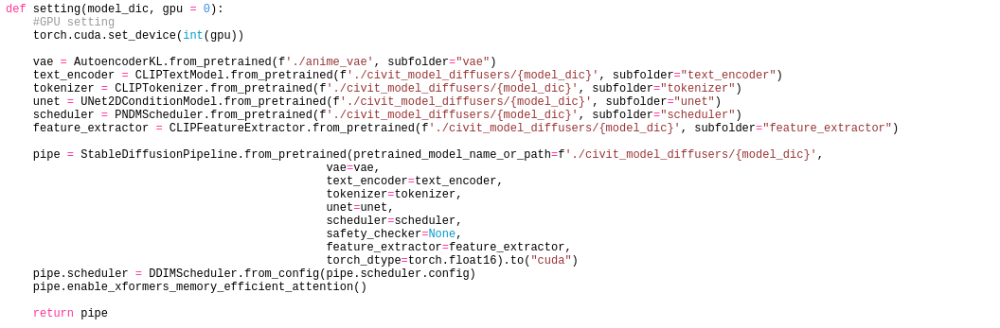 def setting(model_dic, gpu = 0):
    #GPU setting
    torch.cuda.set_device(int(gpu))

    vae = AutoencoderKL.from_pretrained(f'./anime_vae', subfolder="vae")
    text_encoder = CLIPTextModel.from_pretrained(f'./civit_model_diffusers/{model_dic}', subfolder="text_encoder")
    tokenizer = CLIPTokenizer.from_pretrained(f'./civit_model_diffusers/{model_dic}', subfolder="tokenizer")
    unet = UNet2DConditionModel.from_pretrained(f'./civit_model_diffusers/{model_dic}', subfolder="unet")
    scheduler = PNDMScheduler.from_pretrained(f'./civit_model_diffusers/{model_dic}', subfolder="scheduler")
    feature_extractor = CLIPFeatureExtractor.from_pretrained(f'./civit_model_diffusers/{model_dic}', subfolder="feature_extractor")

    pipe = StableDiffusionPipeline.from_pretrained(pretrained_model_name_or_path=f'./civit_model_diffusers/{model_dic}',
                                               vae=vae,
                                               text_encoder=text_encoder,
                                               tokenizer=tokenizer,
                                               unet=unet,
                                               scheduler=scheduler,
                                               safety_checker=None,
                                               feature_extractor=feature_extractor,
                                               torch_dtype=torch.float16).to("cuda")
    pipe.scheduler = DDIMScheduler.from_config(pipe.scheduler.config)
    pipe.enable_xformers_memory_efficient_attention()

    return pipe